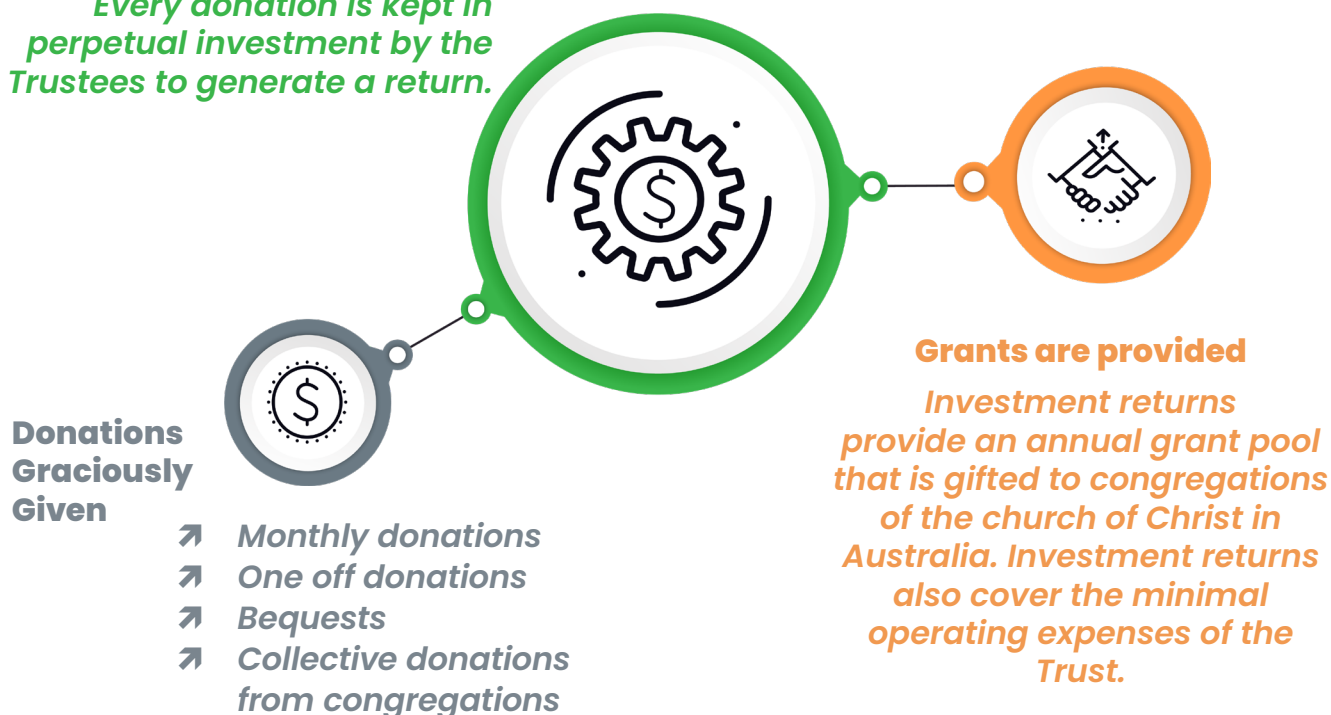 Every donation is kept in
perpetual investment by the
Trustees to generate a return.
Donations
Graciously
Given
Monthly donations
One off donations
Bequests
Collective donations
from congregations
Grants are provided
Investment returns
provide an annual grant pool
that is gifted to congregations
of the church of Christ in
Australia. Investment returns
also cover the minimal
operating expenses of the
Trust.